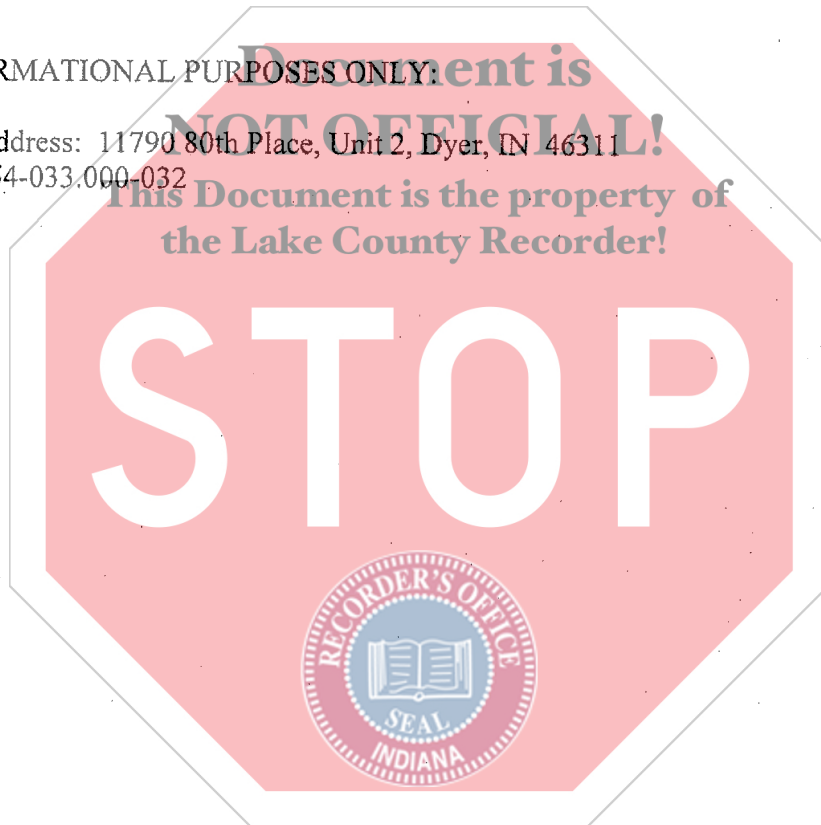 RMATIONAL PURPOSES ONLY:
Document is
NOT OFFICIAL!
ddress: 11790 80th Place, Unit 2, Dyer, IN 46311
4-033.000-032
This Document is the property of
the Lake County Recorder!
STOP
RECORDER'S OFFICE
SEAL
INDIANA